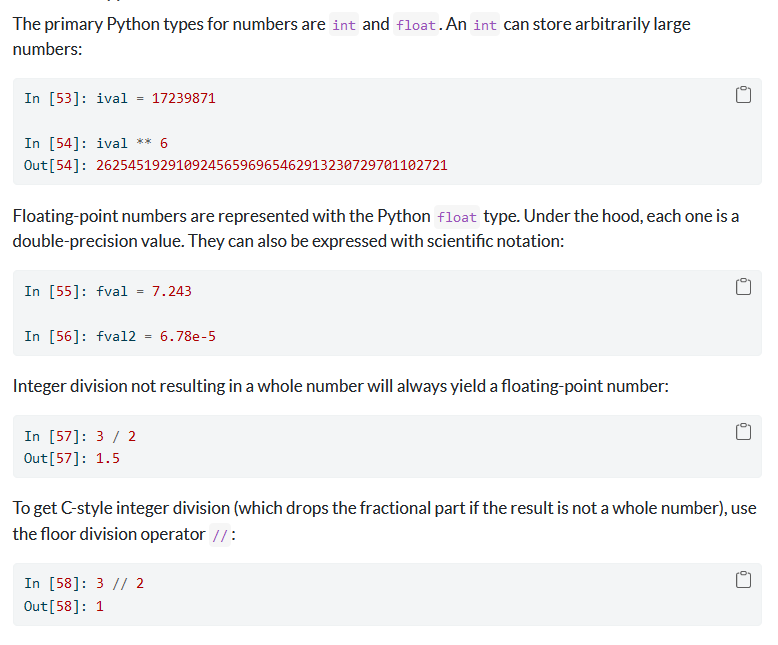 The primary Python types for numbers are int and float. An int can store arbitrarily large
numbers:
In [53]: ival = 17239871
In [54]: ival ** 6
Out[54]: 26254519291092456596965462913230729701102721
Floating-point numbers are represented with the Python float type. Under the hood, each one is a
double-precision value. They can also be expressed with scientific notation:
In [55]: fval = 7.243
In [56]: fval2 = 6.78e-5
Integer division not resulting in a whole number will always yield a floating-point number:
In [57]: 3 / 2
Out[57]: 1.5
To get C-style integer division (which drops the fractional part if the result is not a whole number), use
the floor division operator //:
In [58]: 3 // 2
Out[58]: 1